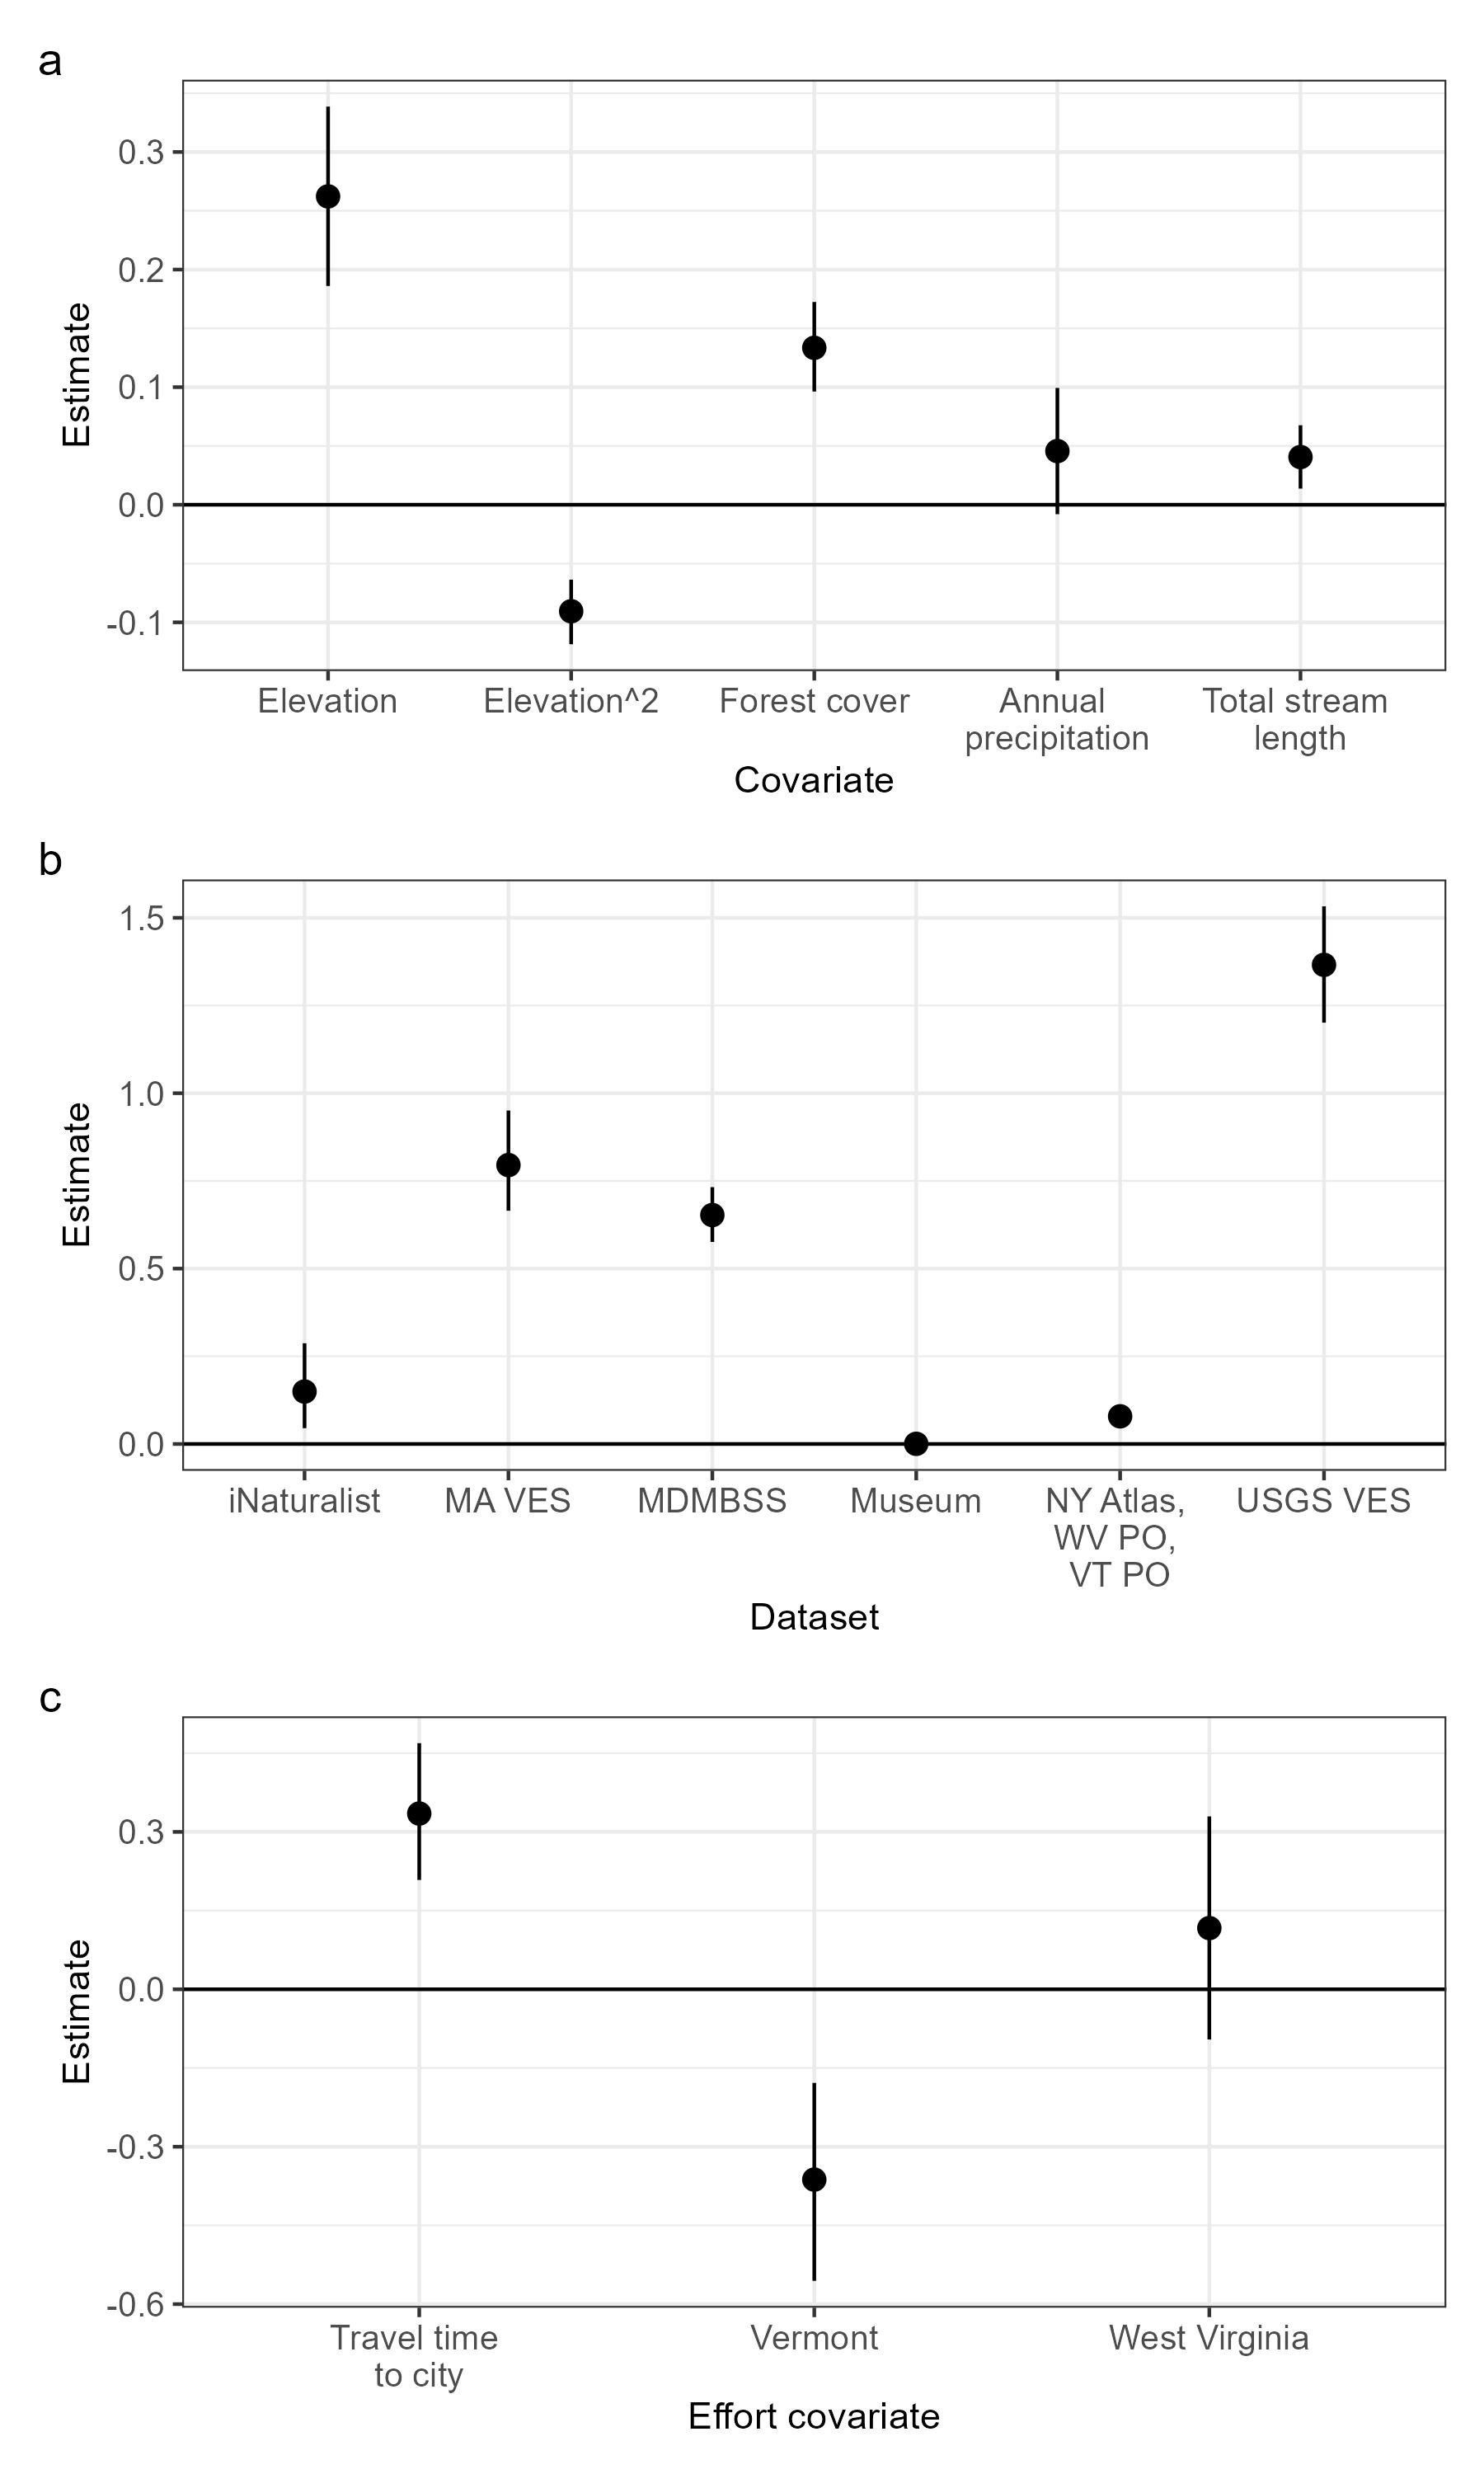 a
0.3
0.2
0.1
0.0
-0.1
Estimate
Elevation
Elevation^2
Forest cover
Annual
precipitation
Total stream
length
Covariate
b
1.5
1.0
0.5
0.0
Estimate
iNaturalist
MA VES
MDMBSS
Museum
NY Atlas,
WV PO,
VT PO
USGS VES
Dataset
c
0.3
0.0
-0.3
-0.6
Estimate
Travel time
to city
Vermont
West Virginia
Effort covariate